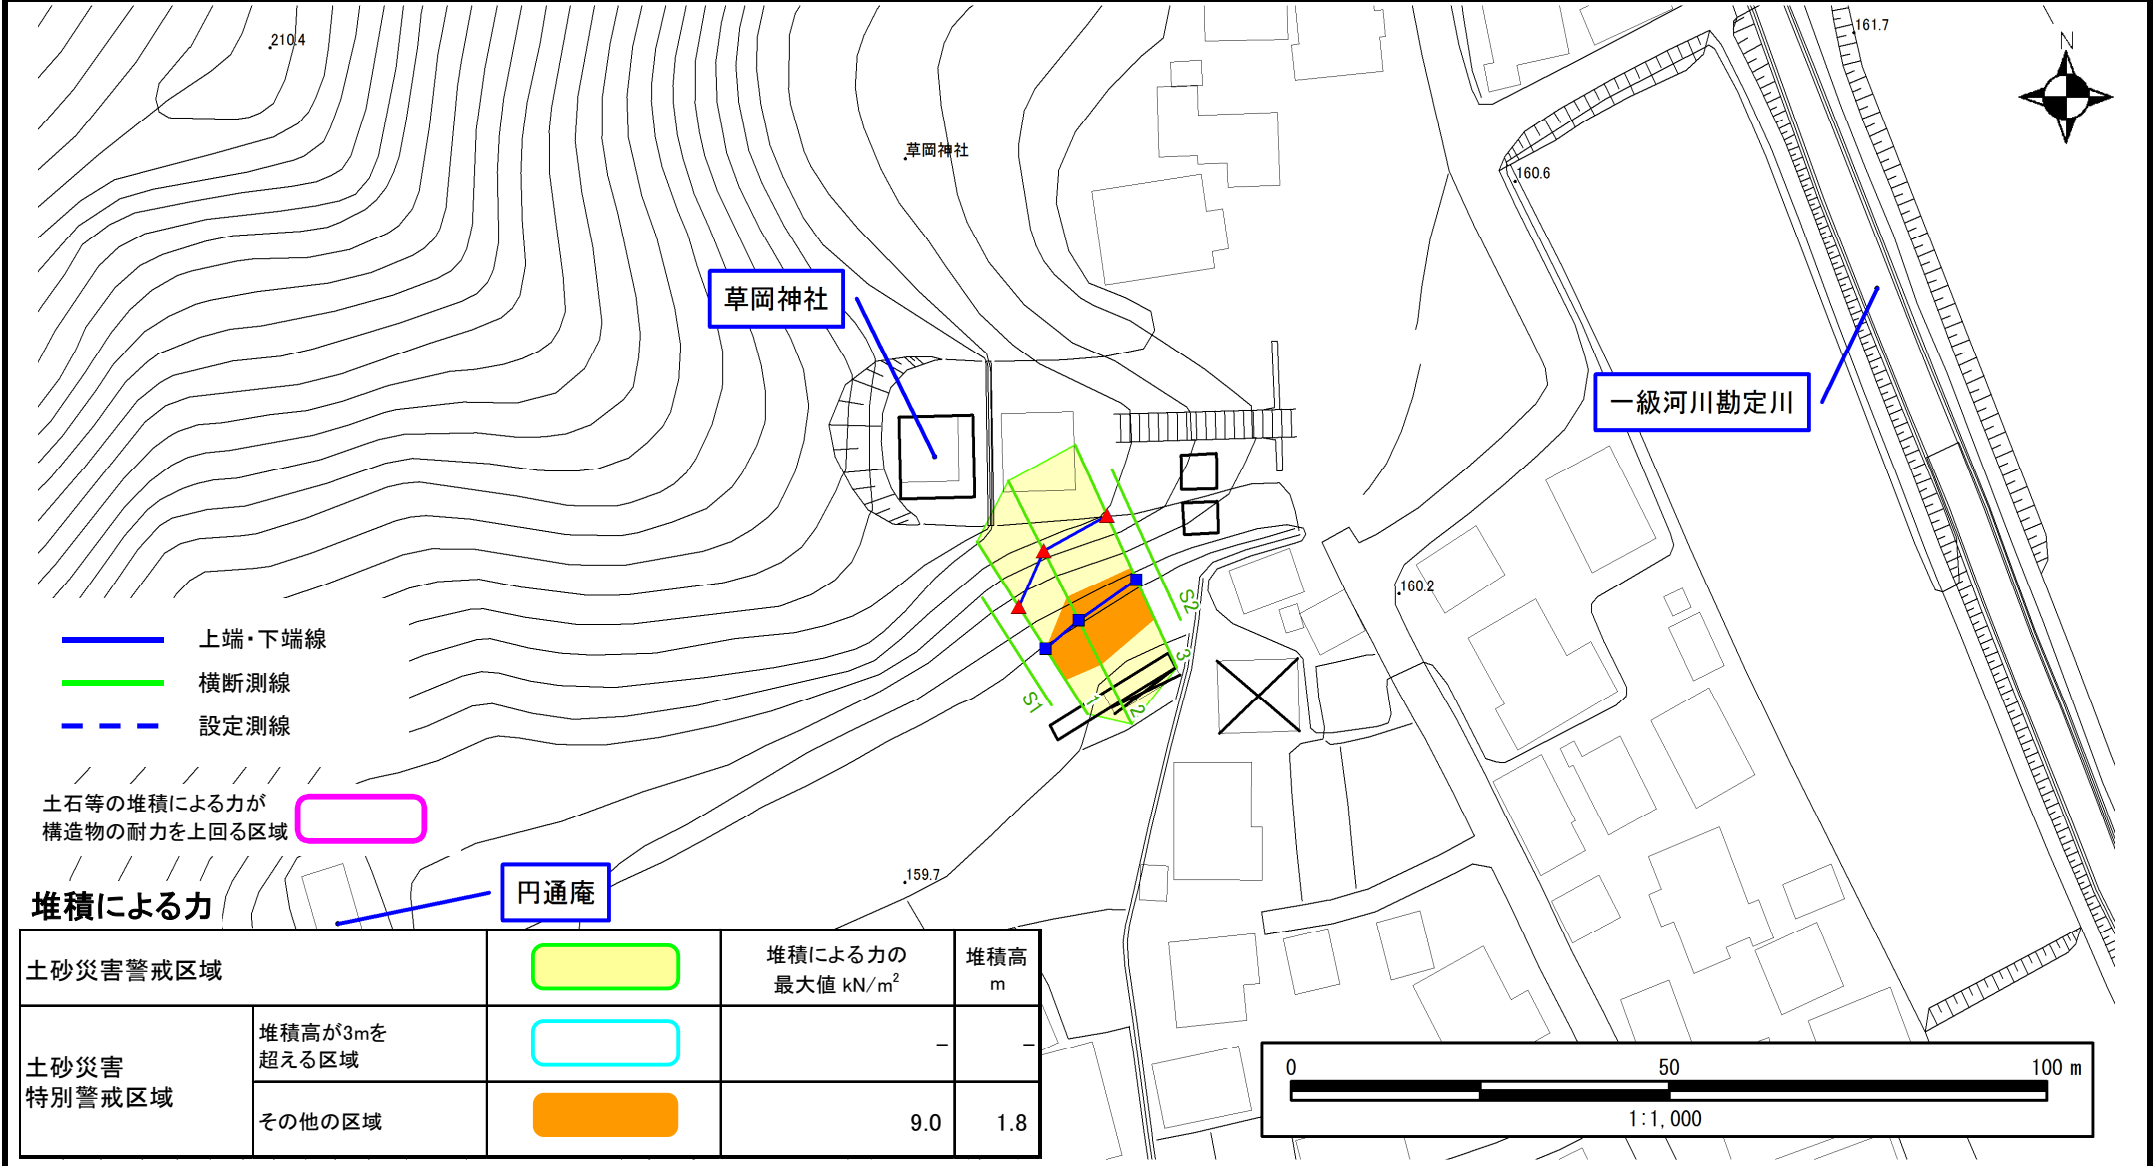 210.4
161.7
N
草岡神社
160.6
草岡神社
一級河川勘定川
160.2
S2
3
S1
1
2
上端・下端線
横断測線
設定測線
土石等の堆積による力が
構造物の耐力を上回る区域
円通庵
159.7
堆積による力
土砂災害警戒区域
堆積による力の
最大値 kN/m²
堆積高
m
土砂災害
特別警戒区域
堆積高が3mを
超える区域
－
－
その他の区域
9.0
1.8
0 50 100 m
1:1,000